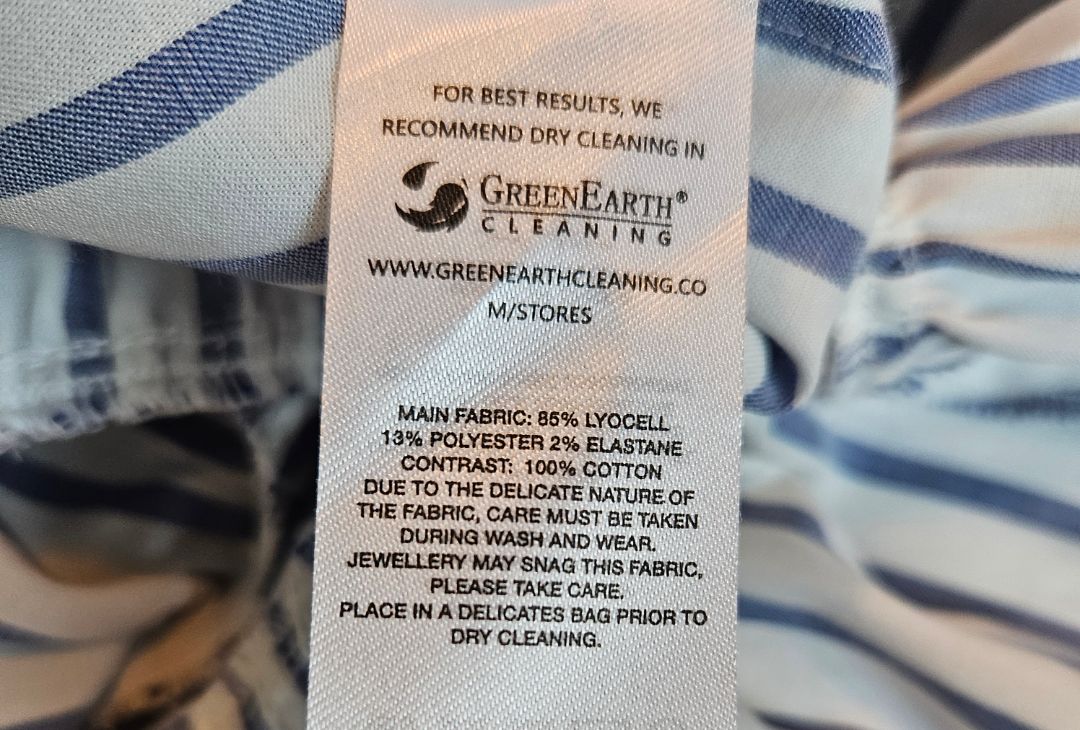 FOR BEST RESULTS, WE
RECOMMEND DRY CLEANING IN
GREENEARTH®
CLEANING
WWW.GREENEARTHCLEANING.CO
M/STORES
MAIN FABRIC: 85% LYOCELL
13% POLYESTER 2% ELASTANE
CONTRAST: 100% COTTON
DUE TO THE DELICATE NATURE OF
THE FABRIC, CARE MUST BE TAKEN
DURING WASH AND WEAR.
JEWELLERY MAY SNAG THIS FABRIC,
PLEASE TAKE CARE.
PLACE IN A DELICATES BAG PRIOR TO
DRY CLEANING.